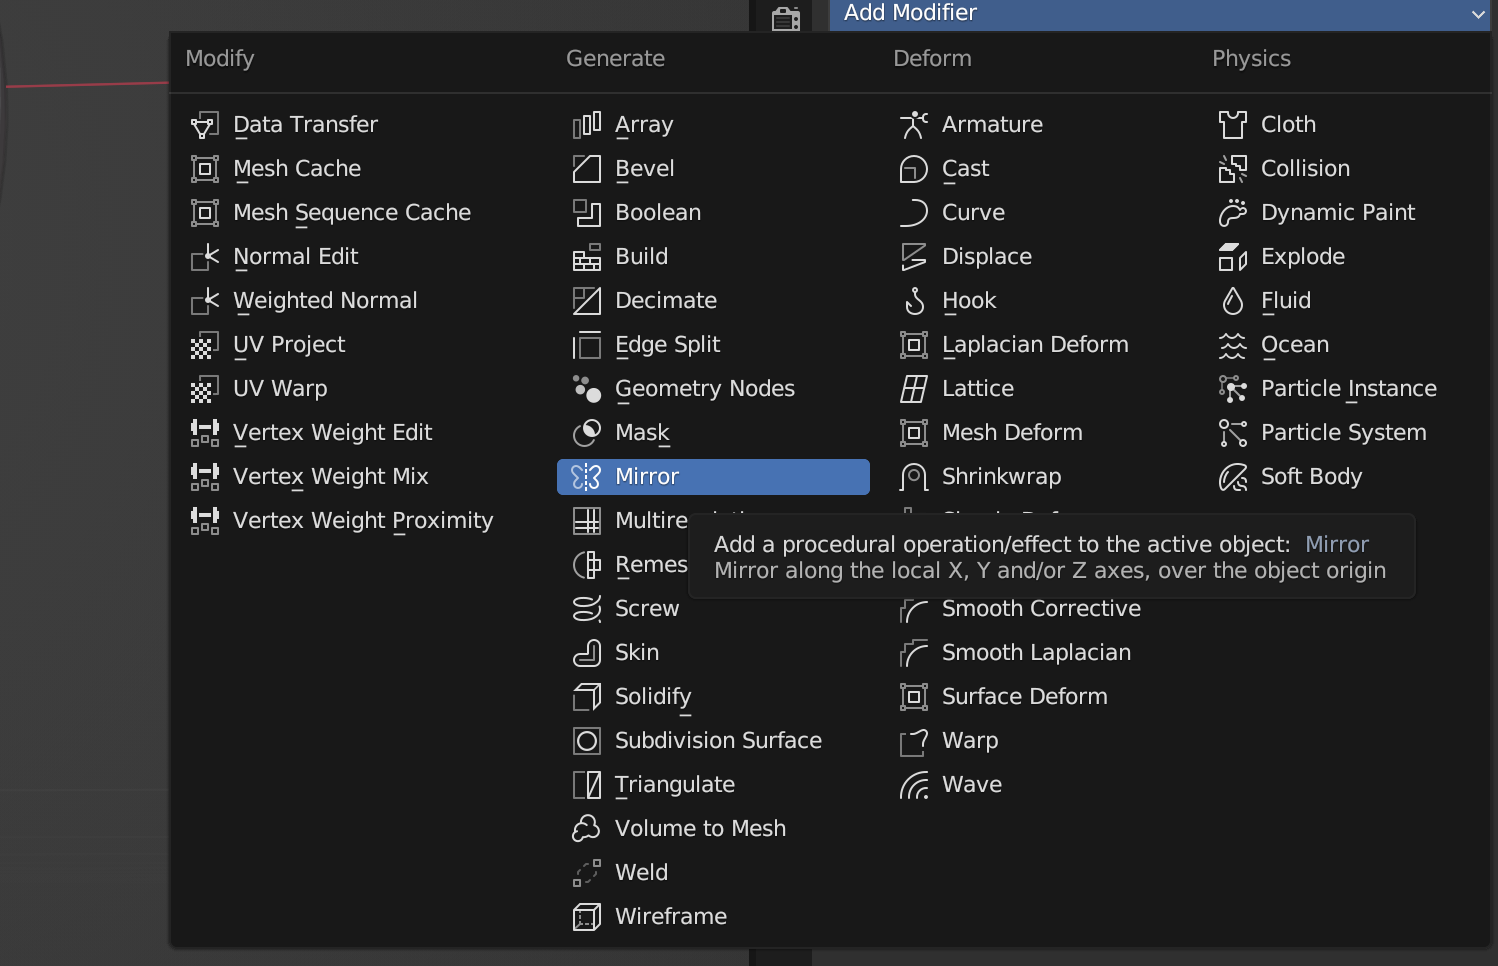 Add Modifier
Modify
Generate
Deform
Physics
Data Transfer
Mesh Cache
Mesh Sequence Cache
Normal Edit
Weighted Normal
UV Project
UV Warp
Vertex Weight Edit
Vertex Weight Mix
Vertex Weight Proximity
Array
Bevel
Boolean
Build
Decimate
Edge Split
Geometry Nodes
Mask
Mirror
Multire
Remes
Screw
Skin
Solidify
Subdivision Surface
Triangulate
Volume to Mesh
Weld
Wireframe
Armature
Cast
Curve
Displace
Hook
Laplacian Deform
Lattice
Mesh Deform
Shrinkwrap
Smooth Corrective
Smooth Laplacian
Surface Deform
Warp
Wave
Cloth
Collision
Dynamic Paint
Explode
Fluid
Ocean
Particle Instance
Particle System
Soft Body
Add a procedural operation/effect to the active object: Mirror
Mirror along the local X, Y and/or Z axes, over the object origin